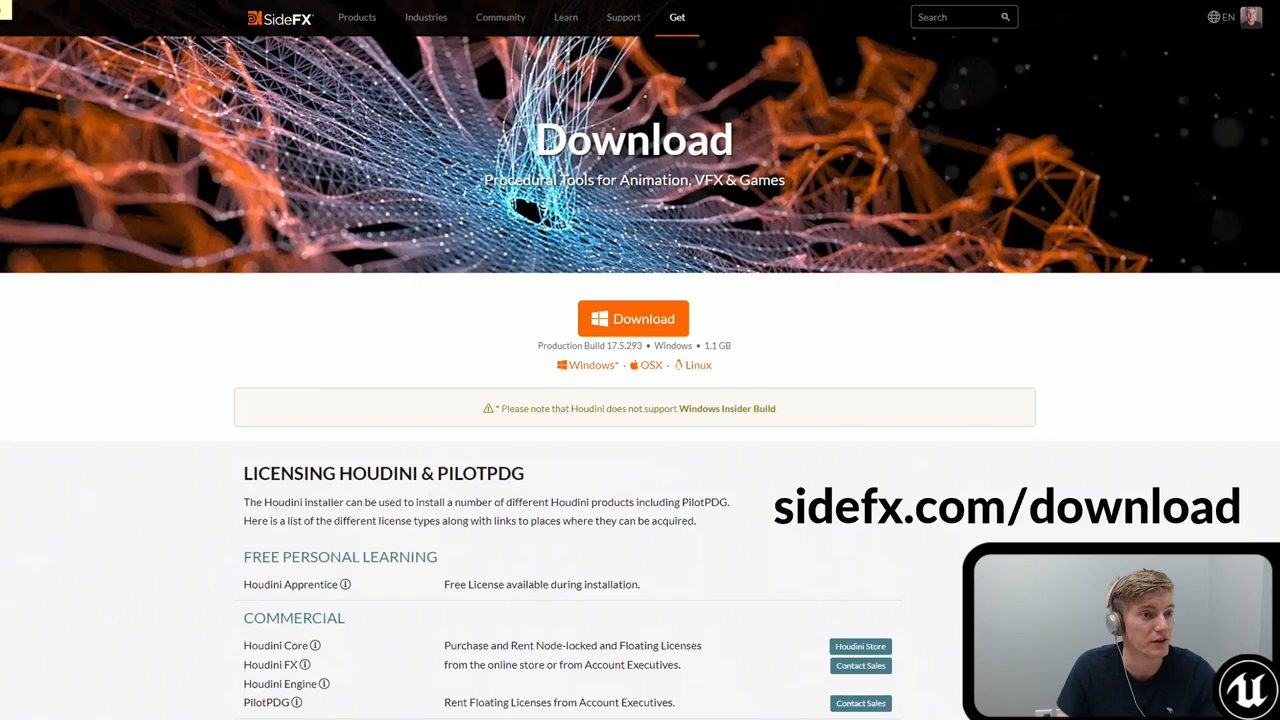 SideFX Products Industries Community Learn Support Get Search EN
Download
Procedural Tools for Animation, VFX & Games
Download
Production Build 17.5.293 • Windows • 1.1 GB
Windows* · OSX · Linux
* Please note that Houdini does not support Windows Insider Build
LICENSING HOUDINI & PILOTPDG
The Houdini installer can be used to install a number of different Houdini products including PilotPDG.
Here is a list of the different license types along with links to places where they can be acquired.
sidefx.com/download
FREE PERSONAL LEARNING
Houdini Apprentice Free License available during installation.
COMMERCIAL
Houdini Core Purchase and Rent Node-locked and Floating Licenses Houdini Store
Houdini FX from the online store or from Account Executives. Contact Sales
Houdini Engine
PilotPDG Rent Floating Licenses from Account Executives. Contact Sales